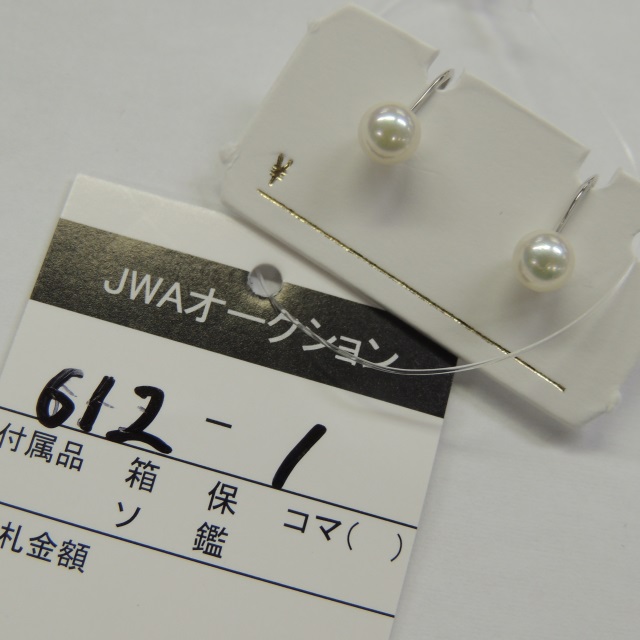 ¥
JWAオークション
612-1
付属品 箱 保 コマ( )
ソ 鑑
札金額